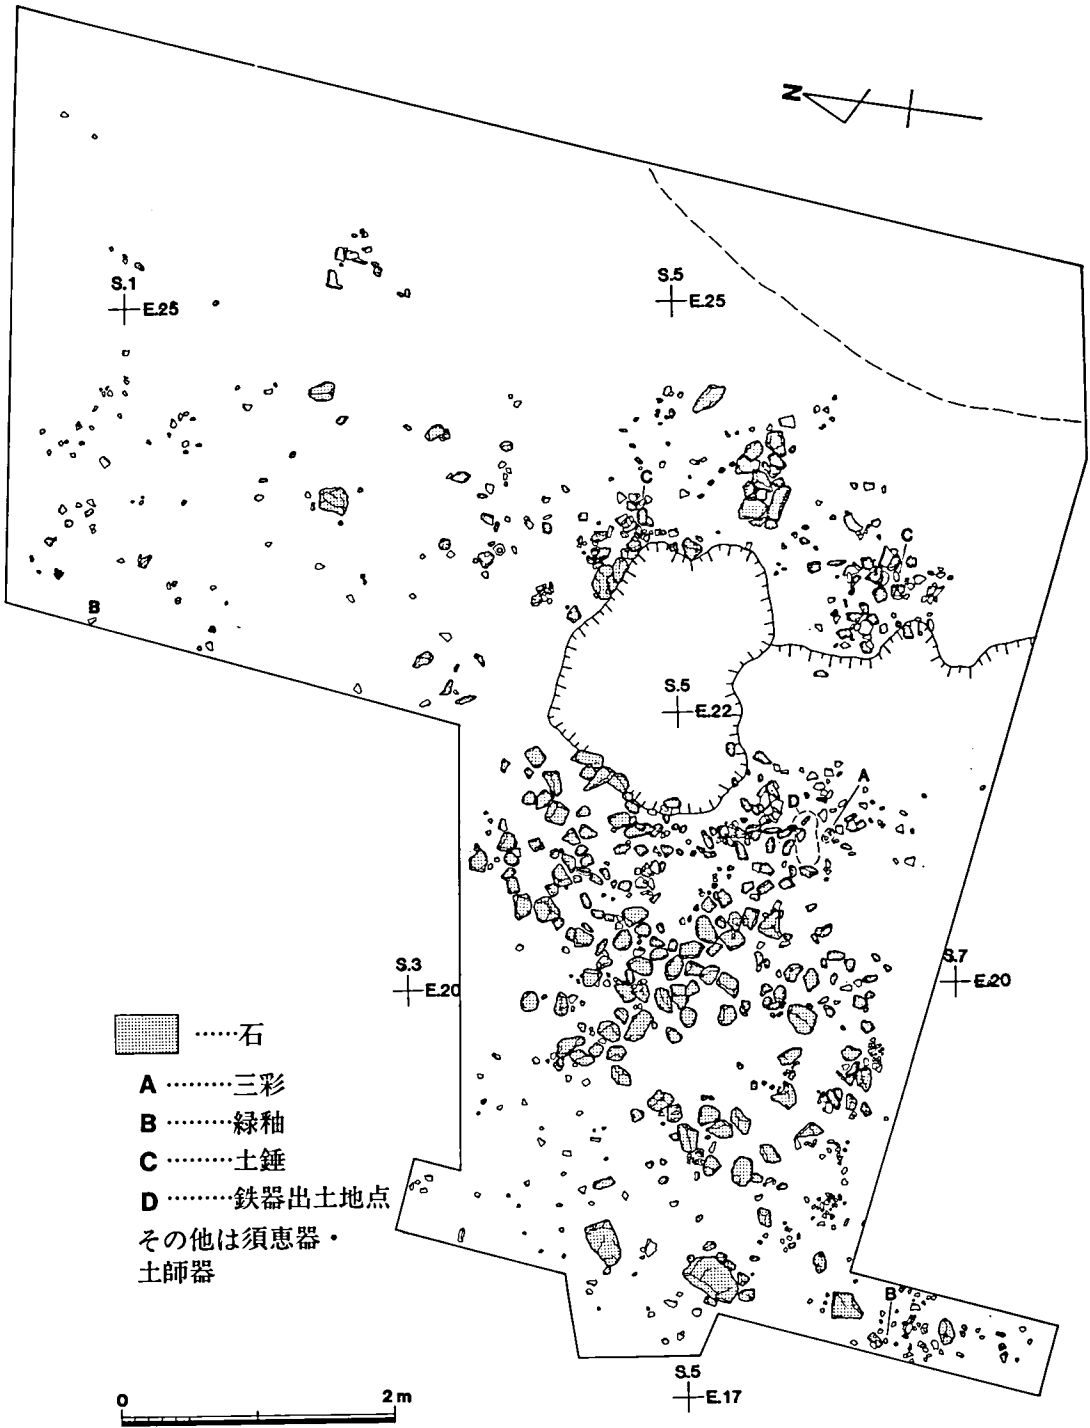 N
S.1
E.25
S.5
E.25
C
C
B
S.5
E.22
A
D
S.3
E.20
S.7
E.20
……石
A ………三彩
B ………緑釉
C ………土錘
D ………鉄器出土地点
その他は須恵器・
土師器
B
S.5
E.17
0 2m